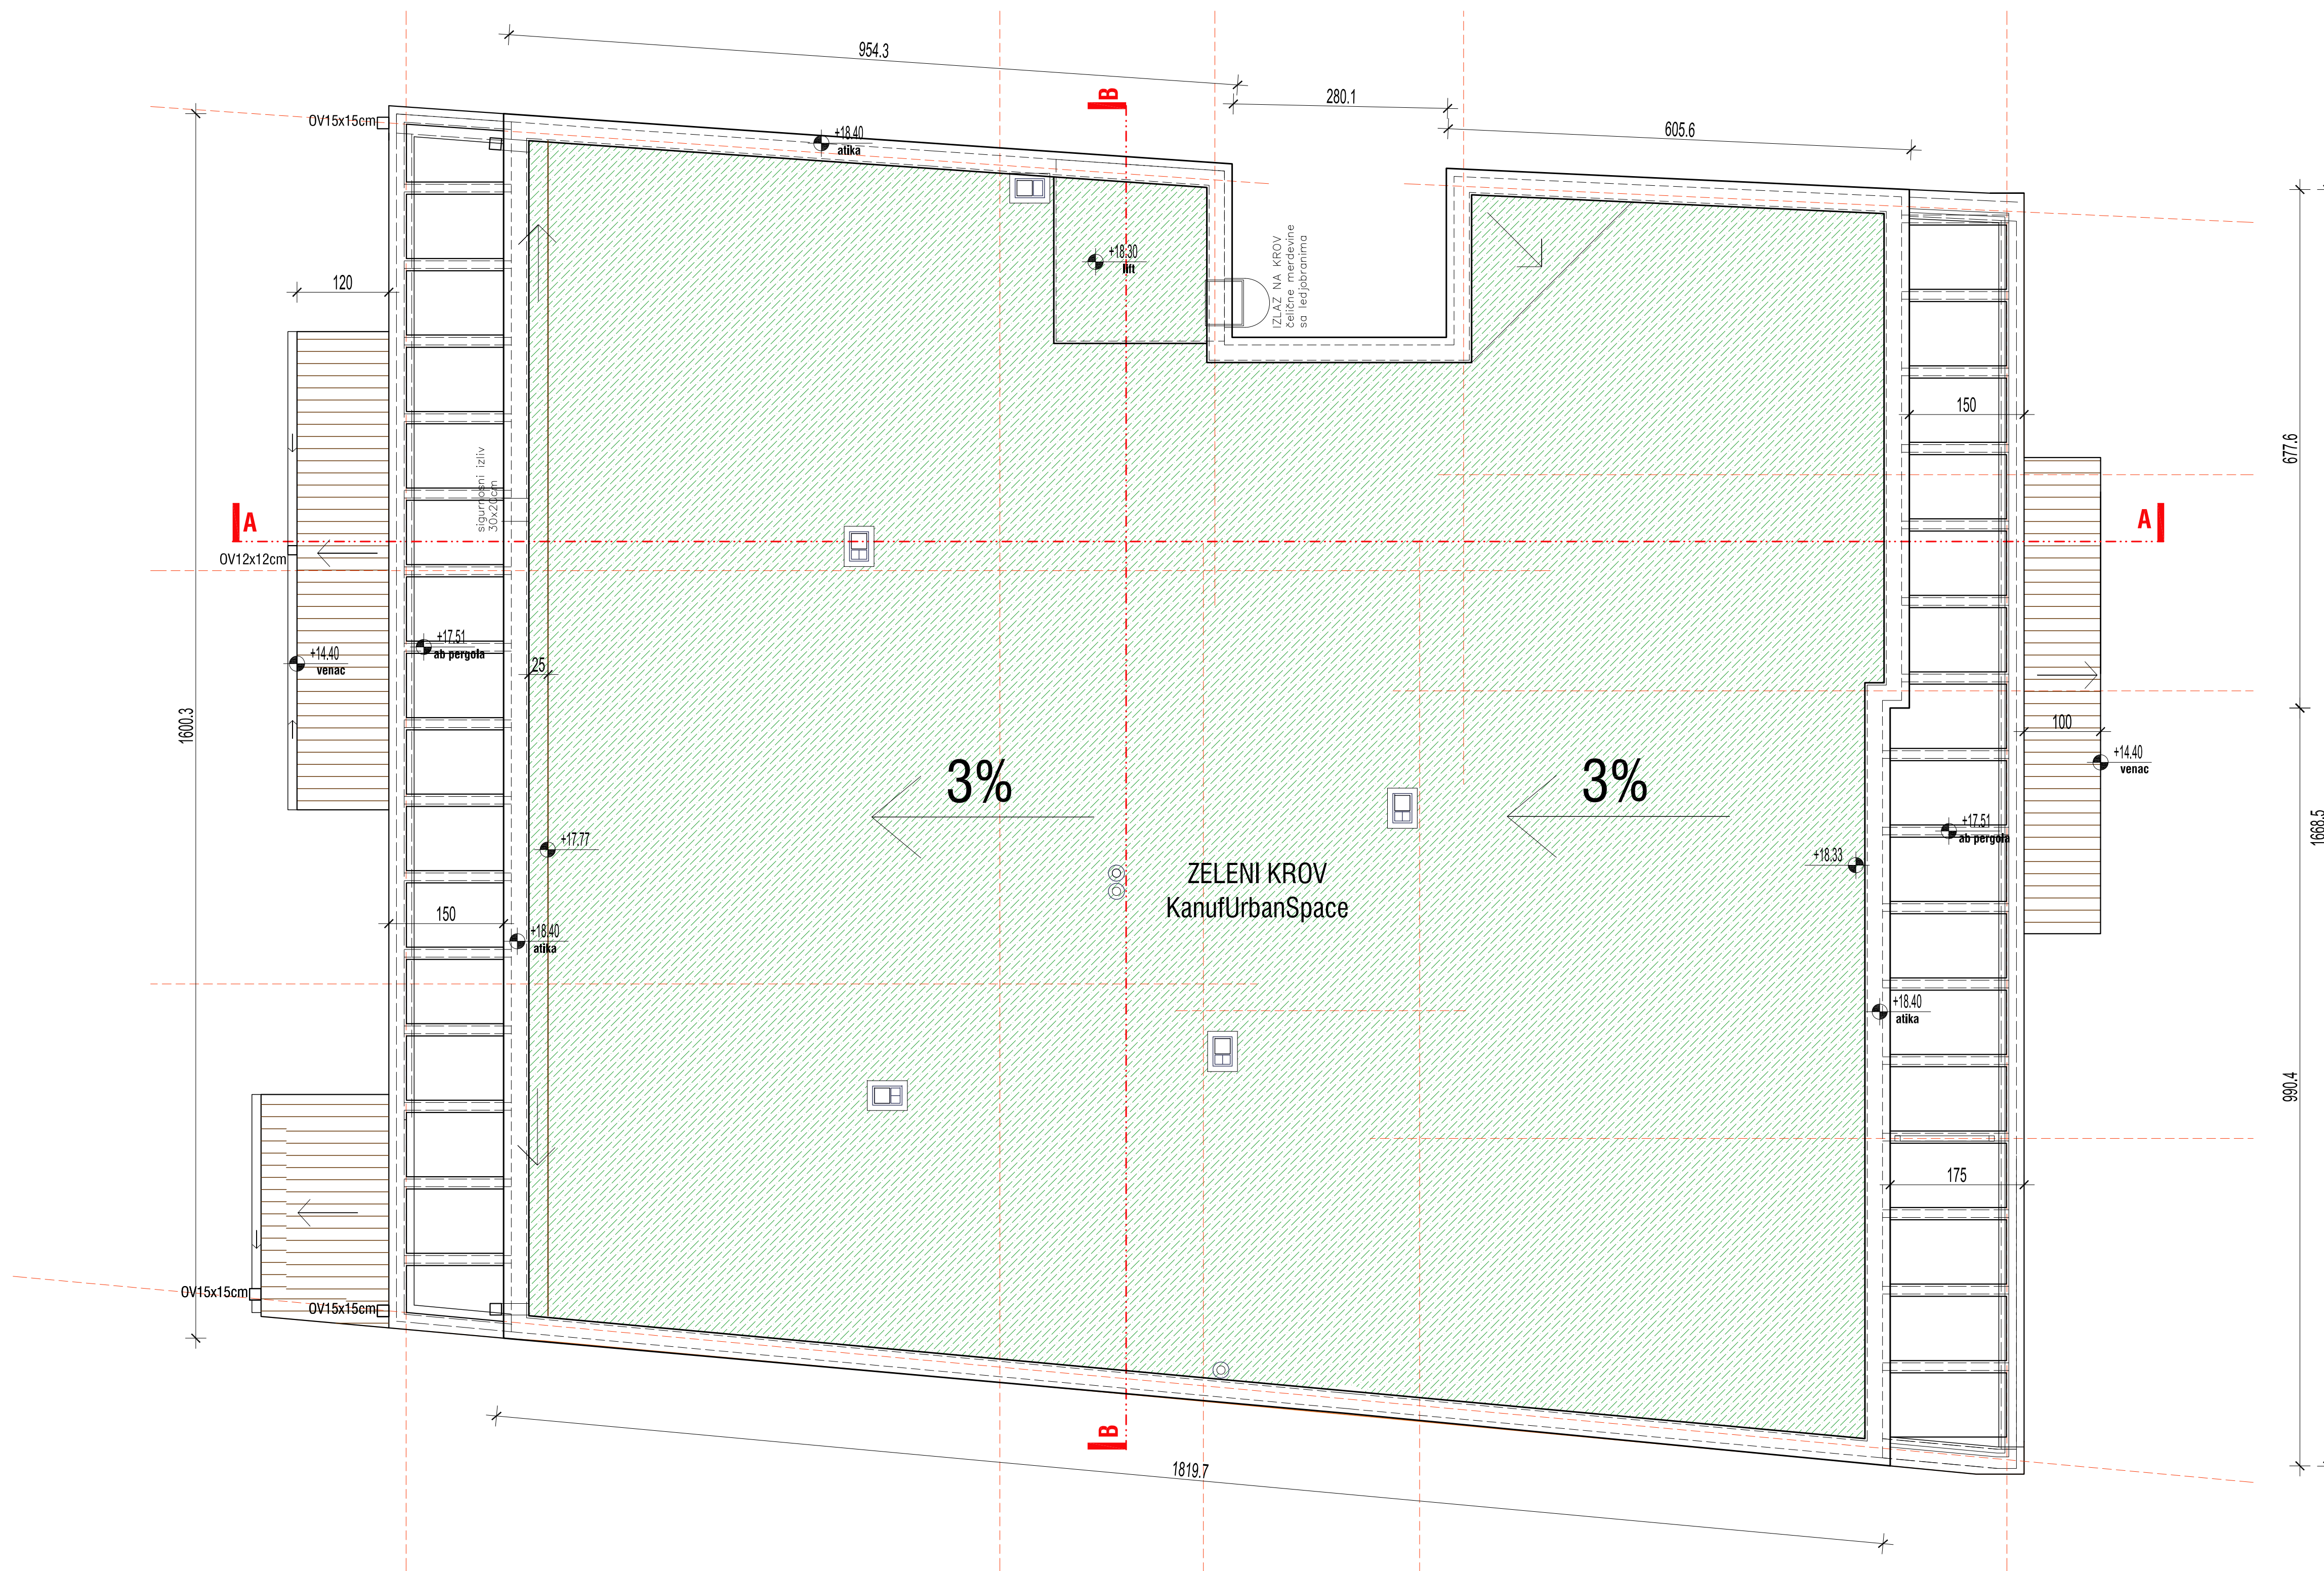 954.3
B
280.1
605.6
OV15x15cm
+18.40
atika
+18.30
lift
IZLAZ NA KROV
čelične merdevine
sa ledjobranima
120
150
677.6
sigurnosni izliv
30x20cm
A
A
OV12x12cm
+17.51
ab pergola
+14.40
venac
25
1600.3
100
+14.40
venac
3%
3%
+17.77
+18.33
+17.51
ab pergola
1668.5
ZELENI KROV
KanufUrbanSpace
150
+18.40
atika
+18.40
atika
990.4
175
OV15x15cm
OV15x15cm
B
1819.7